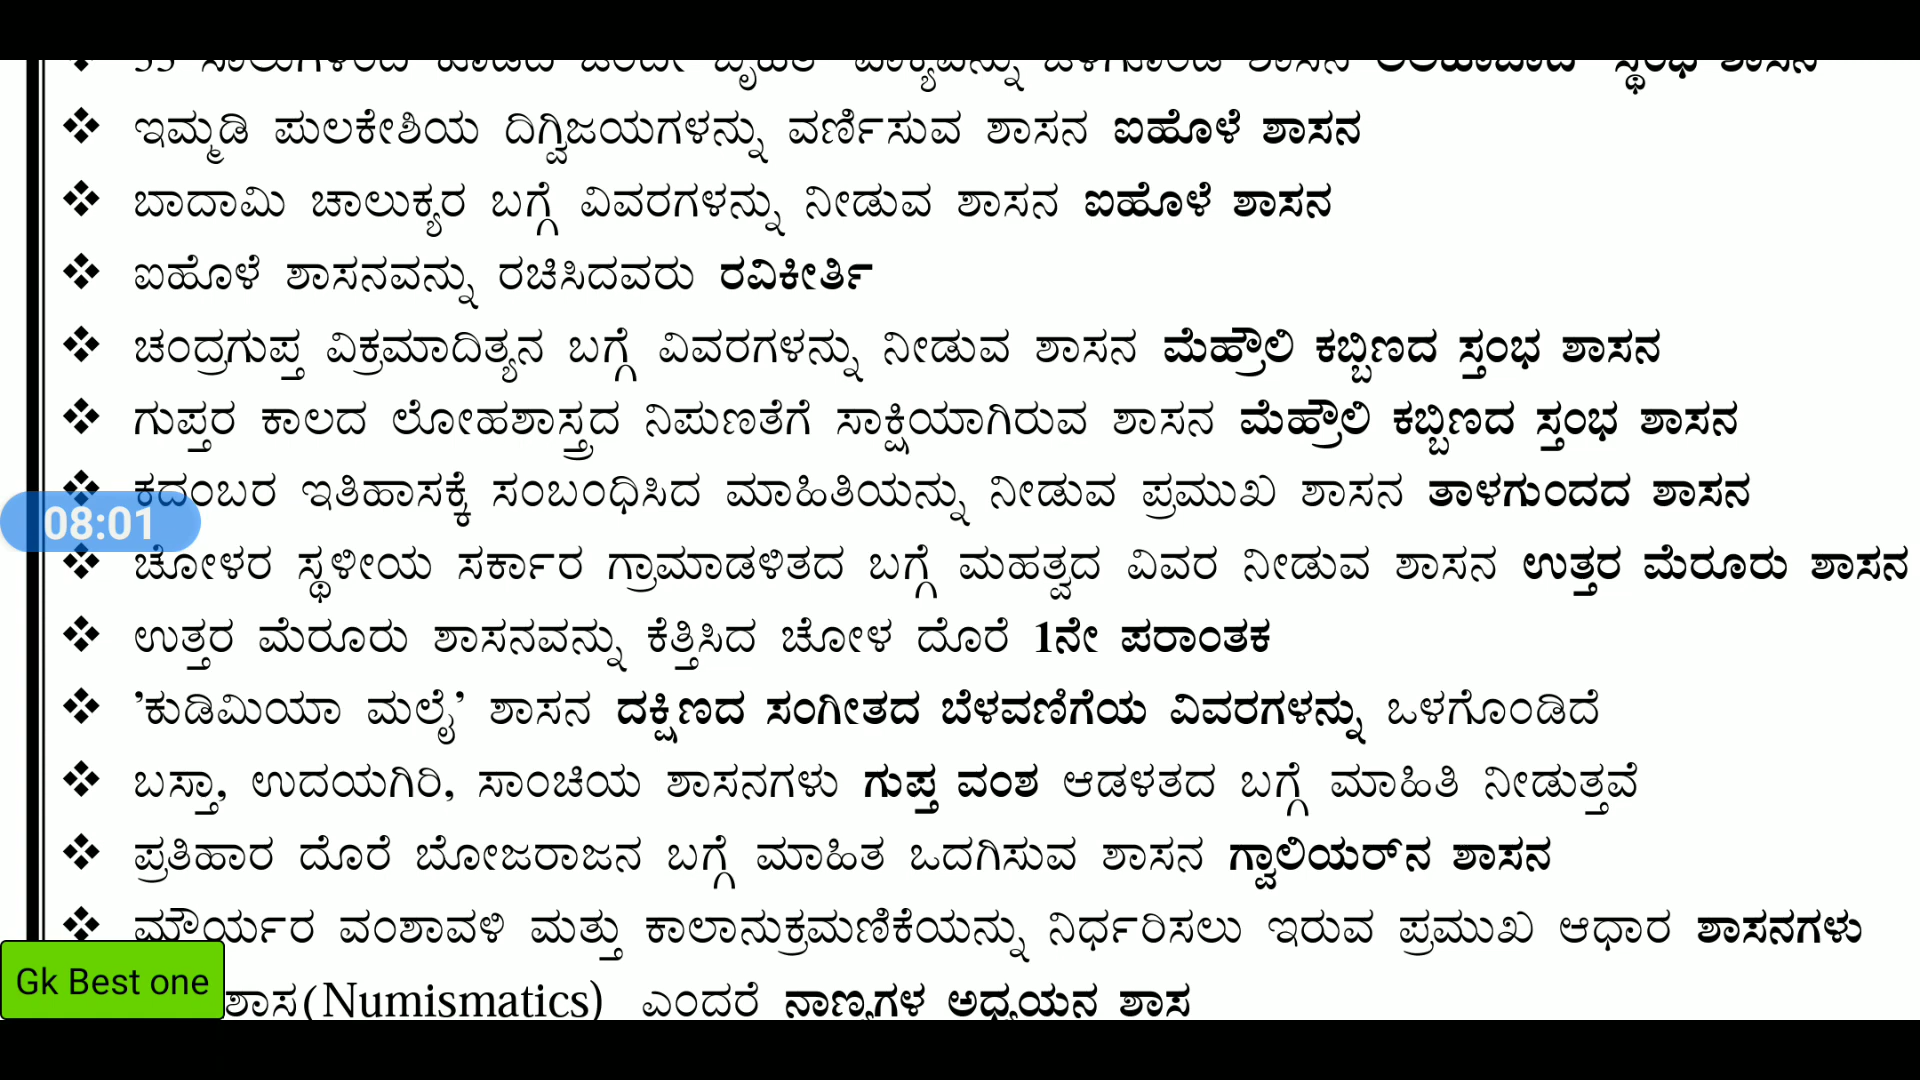 ❖ ಇಮ್ಮಡಿ ಪುಲಕೇಶಿಯ ದಿಗ್ವಿಜಯಗಳನ್ನು ವರ್ಣಿಸುವ ಶಾಸನ ಐಹೊಳೆ ಶಾಸನ
❖ ಬಾದಾಮಿ ಚಾಲುಕ್ಯರ ಬಗ್ಗೆ ವಿವರಗಳನ್ನು ನೀಡುವ ಶಾಸನ ಐಹೊಳೆ ಶಾಸನ
❖ ಐಹೊಳೆ ಶಾಸನವನ್ನು ರಚಿಸಿದವರು ರವಿಕೀರ್ತಿ
❖ ಚಂದ್ರಗುಪ್ತ ವಿಕ್ರಮಾದಿತ್ಯನ ಬಗ್ಗೆ ವಿವರಗಳನ್ನು ನೀಡುವ ಶಾಸನ ಮೆಹ್ರೌಲಿ ಕಬ್ಬಿಣದ ಸ್ತಂಭ ಶಾಸನ
❖ ಗುಪ್ತರ ಕಾಲದ ಲೋಹಶಾಸ್ತ್ರದ ನಿಪುಣತೆಗೆ ಸಾಕ್ಷಿಯಾಗಿರುವ ಶಾಸನ ಮೆಹ್ರೌಲಿ ಕಬ್ಬಿಣದ ಸ್ತಂಭ ಶಾಸನ
❖ ಕದಂಬರ ಇತಿಹಾಸಕ್ಕೆ ಸಂಬಂಧಿಸಿದ ಮಾಹಿತಿಯನ್ನು ನೀಡುವ ಪ್ರಮುಖ ಶಾಸನ ತಾಳಗುಂದದ ಶಾಸನ
08:01
❖ ಚೋಳರ ಸ್ಥಳೀಯ ಸರ್ಕಾರ ಗ್ರಾಮಾಡಳಿತದ ಬಗ್ಗೆ ಮಹತ್ವದ ವಿವರ ನೀಡುವ ಶಾಸನ ಉತ್ತರ ಮೆರೂರು ಶಾಸನ
❖ ಉತ್ತರ ಮೆರೂರು ಶಾಸನವನ್ನು ಕೆತ್ತಿಸಿದ ಚೋಳ ದೊರೆ 1ನೇ ಪರಾಂತಕ
❖ 'ಕುಡಿಮಿಯಾ ಮಲೈ' ಶಾಸನ ದಕ್ಷಿಣದ ಸಂಗೀತದ ಬೆಳವಣಿಗೆಯ ವಿವರಗಳನ್ನು ಒಳಗೊಂಡಿದೆ
❖ ಬಸ್ತಾ, ಉದಯಗಿರಿ, ಸಾಂಚಿಯ ಶಾಸನಗಳು ಗುಪ್ತ ವಂಶ ಆಡಳತದ ಬಗ್ಗೆ ಮಾಹಿತಿ ನೀಡುತ್ತವೆ
❖ ಪ್ರತಿಹಾರ ದೊರೆ ಬೋಜರಾಜನ ಬಗ್ಗೆ ಮಾಹಿತ ಒದಗಿಸುವ ಶಾಸನ ಗ್ವಾಲಿಯರ್‌ನ ಶಾಸನ
❖ ಮೌರ್ಯರ ವಂಶಾವಳಿ ಮತ್ತು ಕಾಲಾನುಕ್ರಮಣಿಕೆಯನ್ನು ನಿರ್ಧರಿಸಲು ಇರುವ ಪ್ರಮುಖ ಆಧಾರ ಶಾಸನಗಳು
Gk Best one
(Numismatics) ಎಂದರೆ ನಾಣ್ಯಗಳ ಅಧ್ಯಯನ